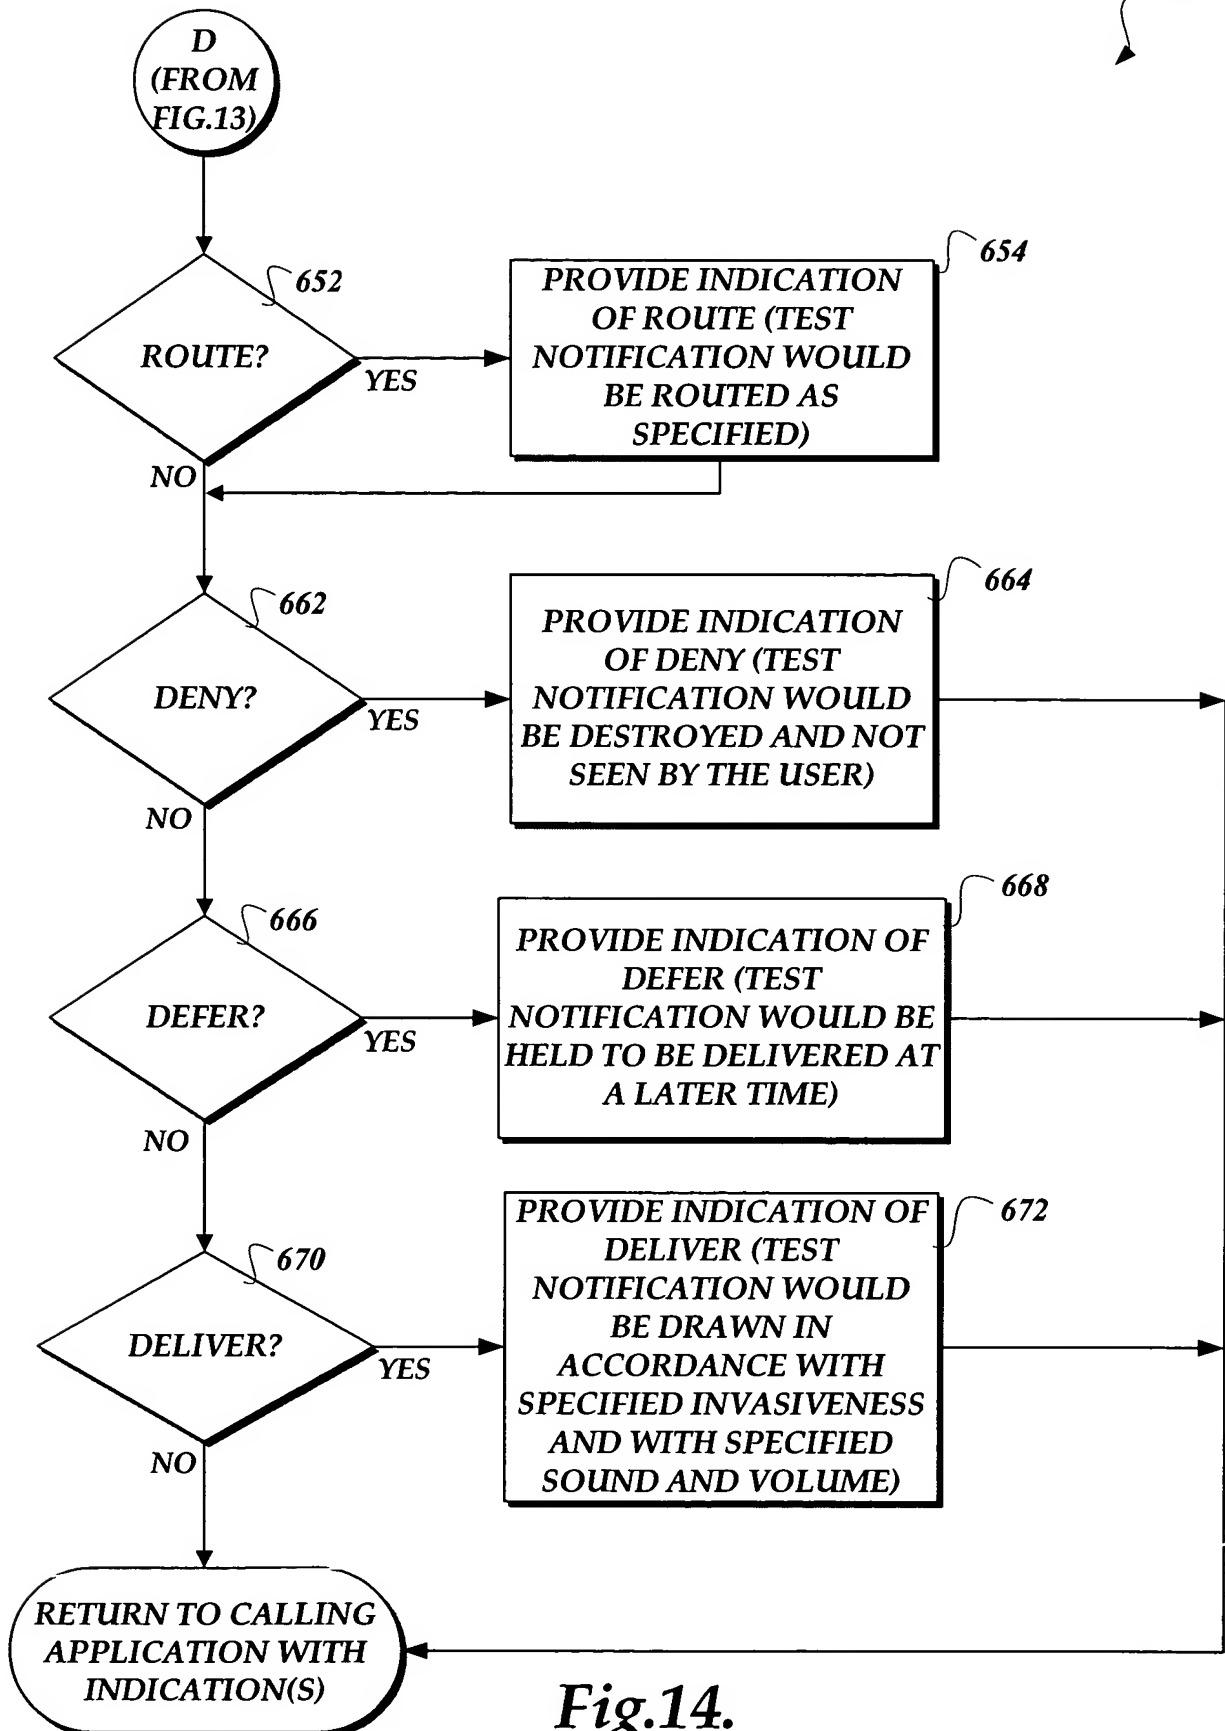 D
(FROM
FIG.13)
652
ROUTE?
YES
NO
654
PROVIDE INDICATION
OF ROUTE (TEST
NOTIFICATION WOULD
BE ROUTED AS
SPECIFIED)
662
DENY?
YES
NO
664
PROVIDE INDICATION
OF DENY (TEST
NOTIFICATION WOULD
BE DESTROYED AND NOT
SEEN BY THE USER)
666
DEFER?
YES
NO
668
PROVIDE INDICATION OF
DEFER (TEST
NOTIFICATION WOULD BE
HELD TO BE DELIVERED AT
A LATER TIME)
670
DELIVER?
YES
NO
672
PROVIDE INDICATION OF
DELIVER (TEST
NOTIFICATION WOULD
BE DRAWN IN
ACCORDANCE WITH
SPECIFIED INVASIVENESS
AND WITH SPECIFIED
SOUND AND VOLUME)
RETURN TO CALLING
APPLICATION WITH
INDICATION(S)
Fig.14.